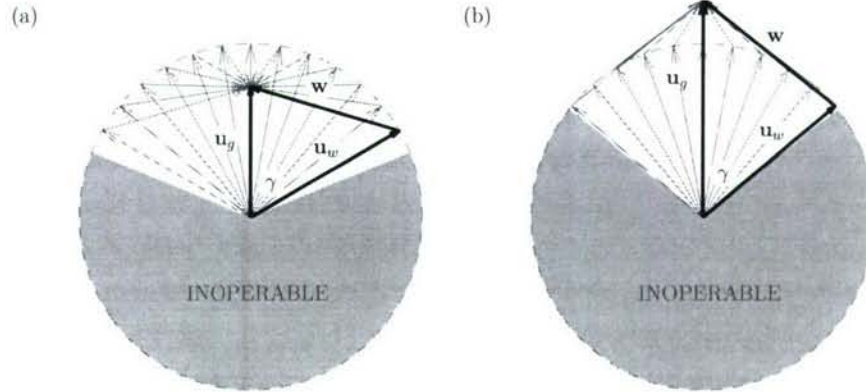 (a)
w
u_g
u_w
γ
INOPERABLE
(b)
w
u_g
u_w
γ
INOPERABLE